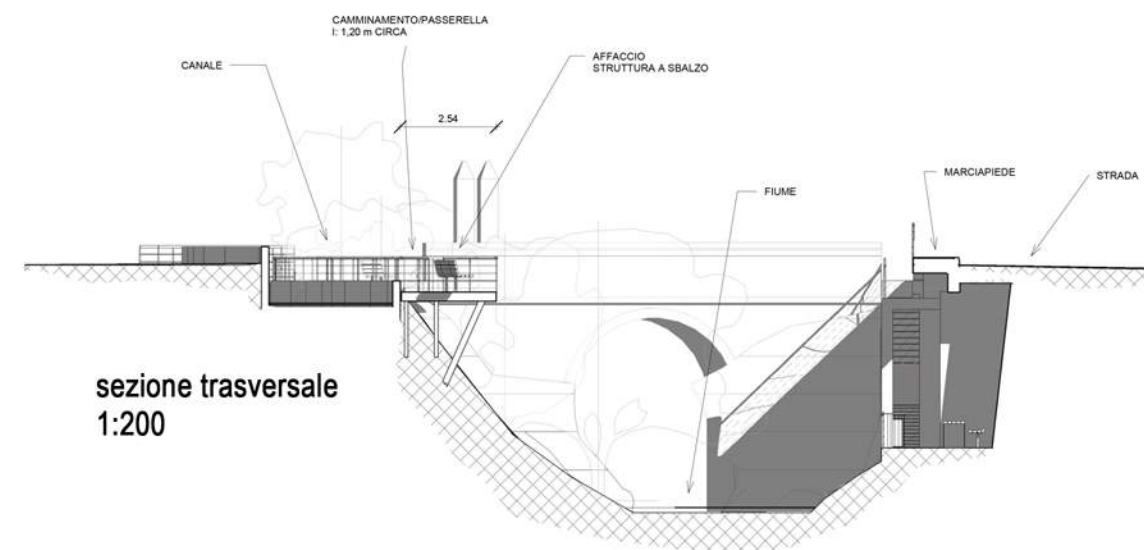 CAMMINAMENTO/PASSERELLA
l: 1,20 m CIRCA
CANALE
AFFACCIO
STRUTTURA A SBALZO
2.54
FIUME
MARCIAPIEDE
STRADA
sezione trasversale
1:200